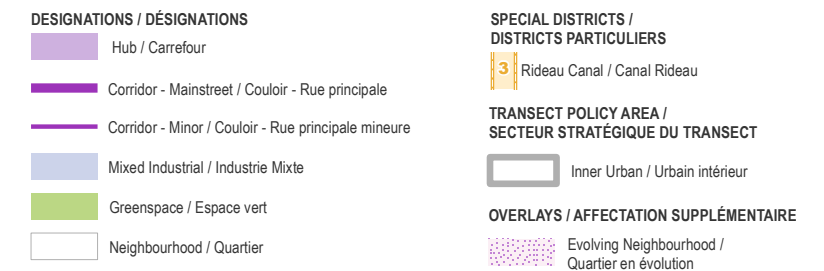 DESIGNATIONS / DÉSIGNATIONS
Hub / Carrefour
Corridor - Mainstreet / Couloir - Rue principale
Corridor - Minor / Couloir - Rue principale mineure
Mixed Industrial / Industrie Mixte
Greenspace / Espace vert
Neighbourhood / Quartier
SPECIAL DISTRICTS /
DISTRICTS PARTICULIERS
3 Rideau Canal / Canal Rideau
TRANSECT POLICY AREA /
SECTEUR STRATÉGIQUE DU TRANSECT
Inner Urban / Urbain intérieur
OVERLAYS / AFFECTATION SUPPLÉMENTAIRE
Evolving Neighbourhood /
Quartier en évolution